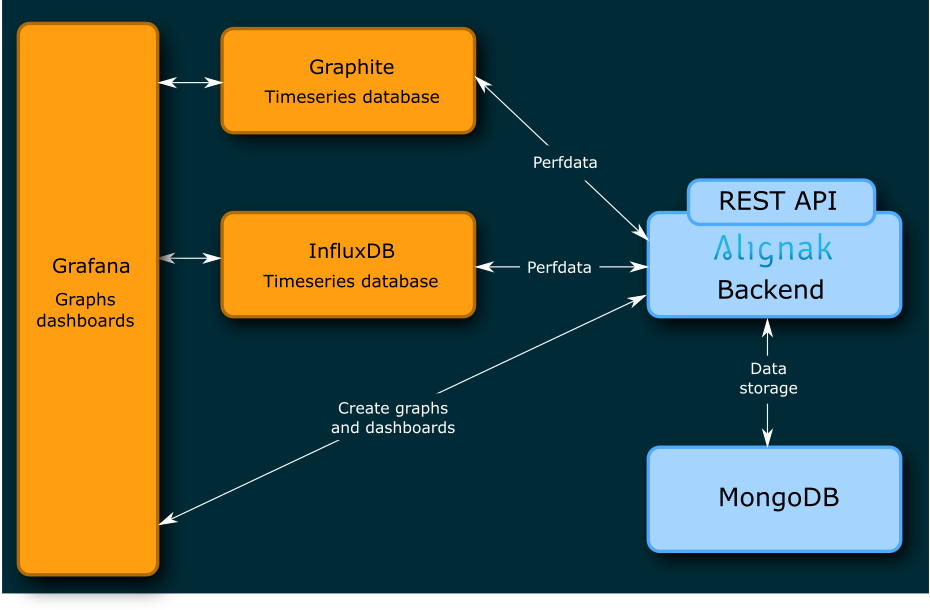 Graphite
Timeseries database
Perfdata
REST API
Alignak
Backend
InfluxDB
Timeseries database
Perfdata
Grafana
Graphs
dashboards
Data
storage
Create graphs
and dashboards
MongoDB